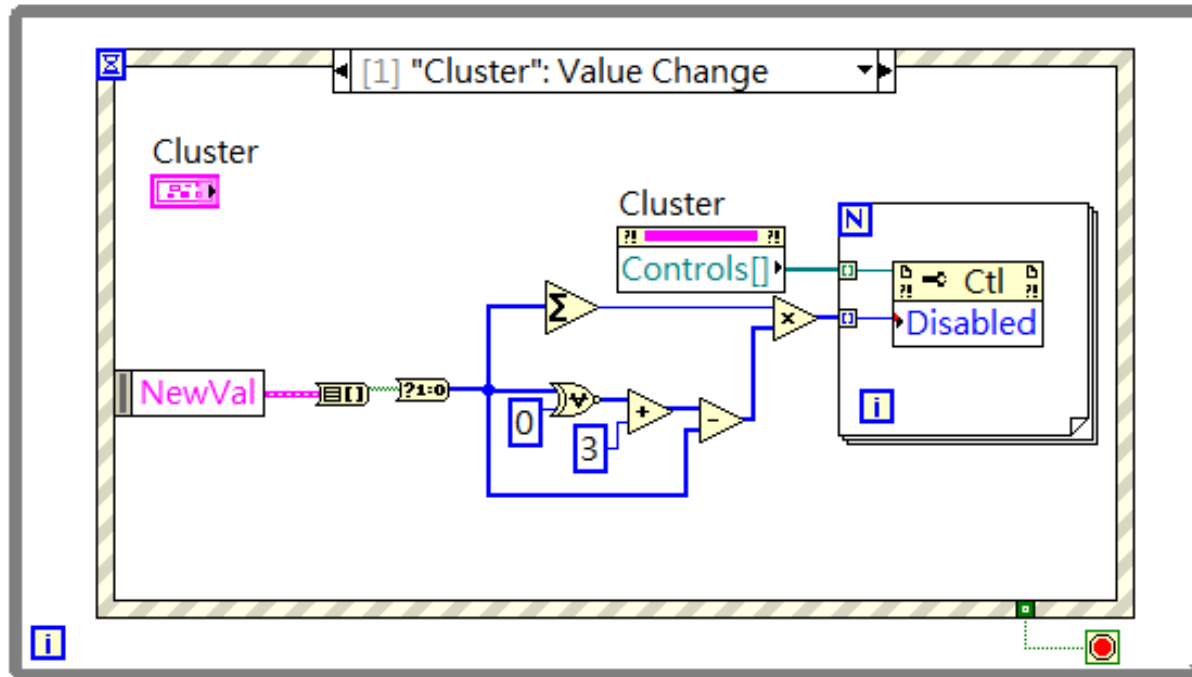 [1] "Cluster": Value Change
Cluster
Cluster
?! ?!
Controls[]
N
?! Ctl ?!
Disabled
Σ
×
NewVal
[]
?1:0
V
0
+
3
−
i
i